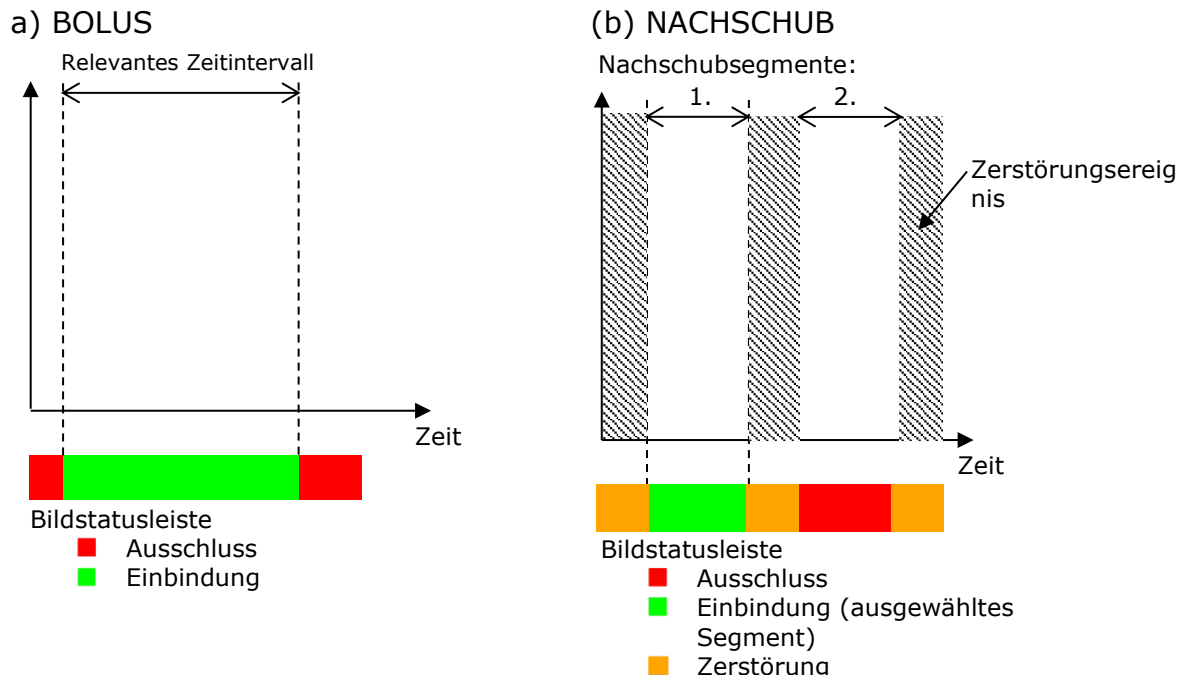 a) BOLUS
Relevantes Zeitintervall
Zeit
Bildstatusleiste
Ausschluss
Einbindung
(b) NACHSCHUB
Nachschubsegmente:
1.
2.
Zerstörungsereig
nis
Zeit
Bildstatusleiste
Ausschluss
Einbindung (ausgewähltes
Segment)
Zerstörung